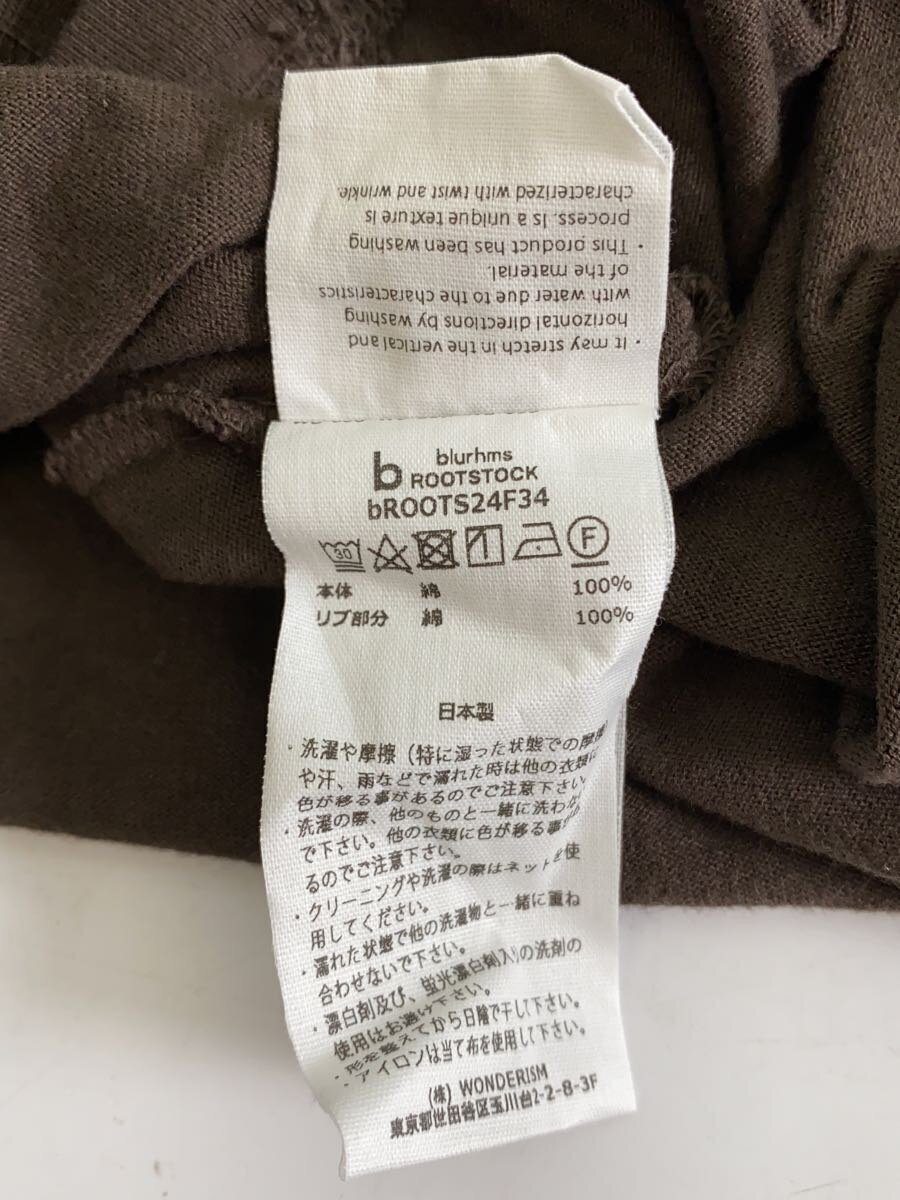 • It may stretch in the vertical and
horizontal directions by washing
with water due to the characteristics
of the material.
• This product has been washing
process. Is a unique texture is
characterized with twist and wrinkle.
b blurhms
ROOTSTOCK
bROOTS24F34
30 F
本体 綿 100%
リブ部分 綿 100%
日本製
・洗濯や摩擦（特に湿った状態での摩擦
や汗、雨などで濡れた時は他の衣類に
色が移る事があるのでご注意下さい。
・洗濯の際、他のものと一緒に洗わない
で下さい。他の衣類に色が移る事が
るのでご注意下さい。
・クリーニングや洗濯の際はネットを使
用してください。
・濡れた状態で他の洗濯物と一緒に重ね
合わせないで下さい。
・漂白剤及び、蛍光漂白剤入りの洗剤の
使用はお避け下さい。
・形を整えてから日陰で干して下さい。
・アイロンは当て布を使用して下さい。
(株) WONDERISM
東京都世田谷区玉川台2-2-8-3F